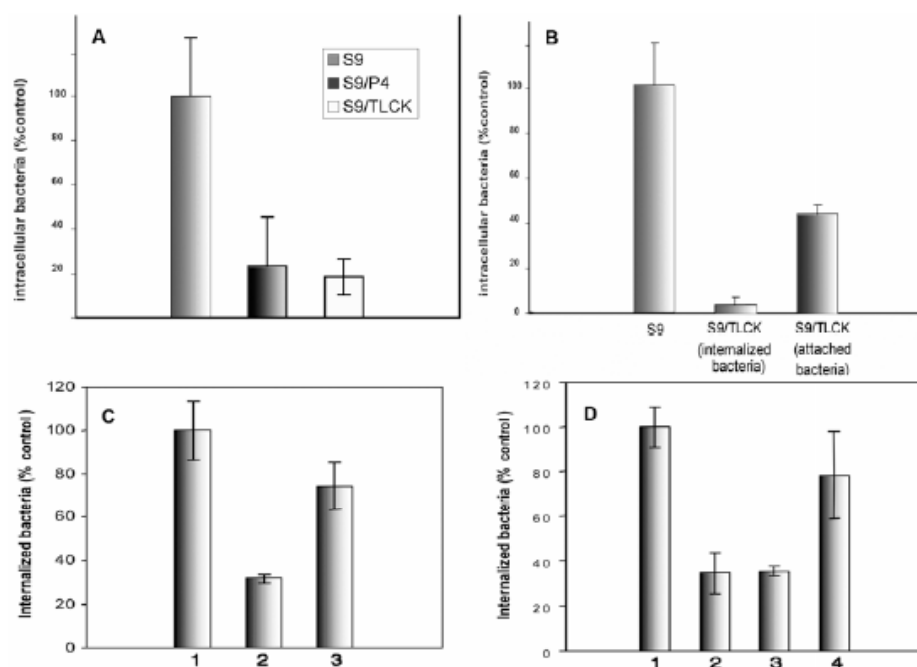 A
S9
S9/P4
S9/TLCK
intracellular bacteria (%control)
100
80
60
40
20
B
intracellular bacteria (%control)
100
80
60
40
20
0
S9
S9/TLCK
(internalized
bacteria)
S9/TLCK
(attached
bacteria)
C
Internalized bacteria (% control)
120
100
80
60
40
20
0
1 2 3
D
Internalized bacteria (% control)
120
100
80
60
40
20
0
1 2 3 4